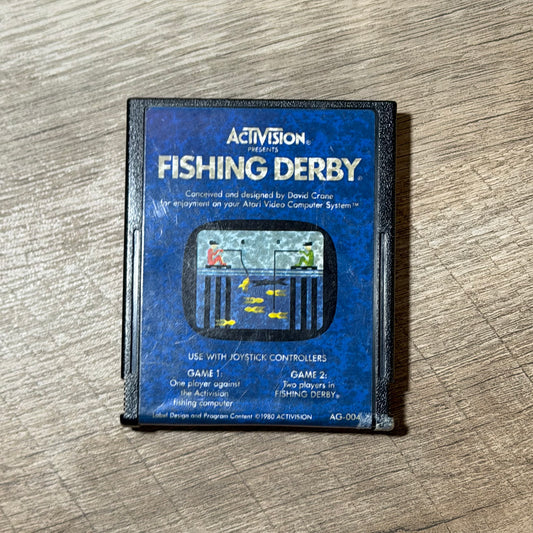 ACTIVISION®
PRESENTS
FISHING DERBY®
Conceived and designed by David Crane
for enjoyment on your Atari Video Computer System™
USE WITH JOYSTICK CONTROLLERS
GAME 1:
One player against
the Activision
fishing computer
GAME 2:
Two players in
FISHING DERBY®
Label Design and Program Content ©1980 ACTIVISION
AG-004